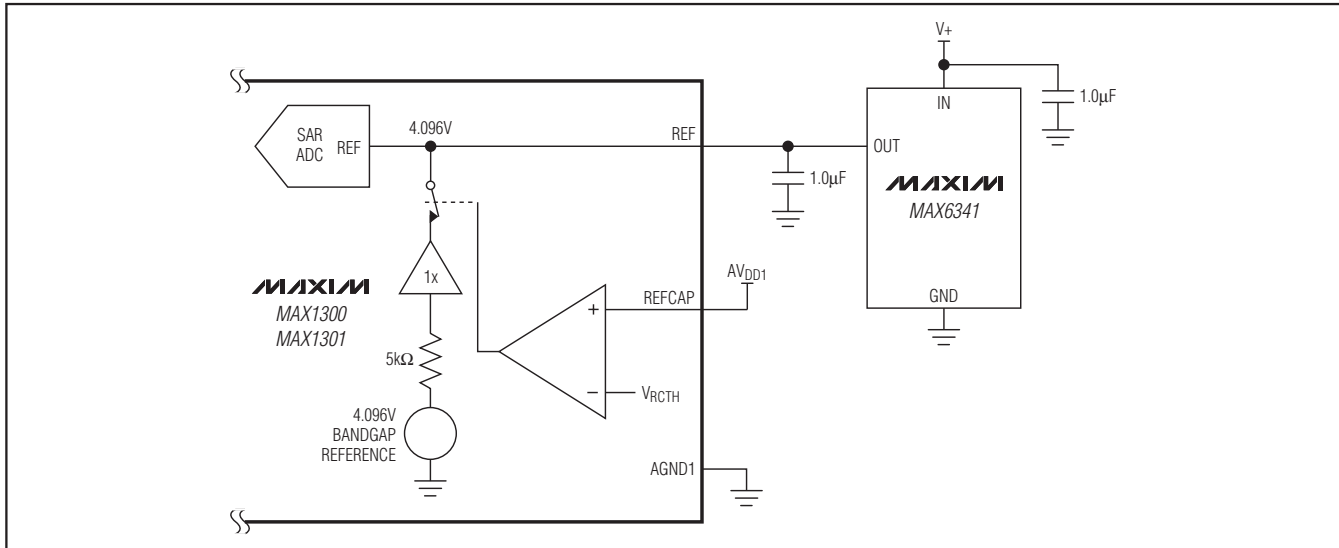 V+
IN
1.0µF
SAR
ADC
REF
4.096V
REF
OUT
1.0µF
MAXIM
MAX6341
GND
MAXIM
MAX1300
MAX1301
1x
5kΩ
4.096V
BANDGAP
REFERENCE
REFCAP
AVDD1
+
−
VRCTH
AGND1